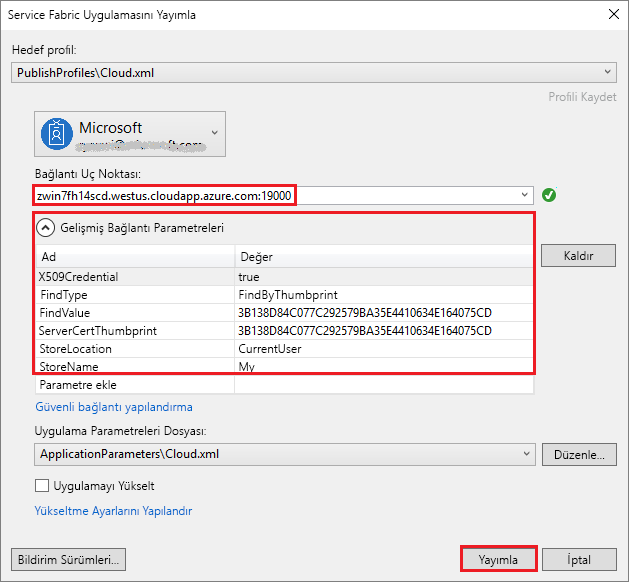 Service Fabric Uygulamasını Yayımla
Hedef profil:
PublishProfiles\Cloud.xml
Profili Kaydet
Microsoft
Bağlantı Uç Noktası:
zwin7fh14scd.westus.cloudapp.azure.com:19000
Gelişmiş Bağlantı Parametreleri
Kaldır
Ad Değer
X509Credential true
FindType FindByThumbprint
FindValue 3B138D84C077C292579BA35E4410634E164075CD
ServerCertThumbprint 3B138D84C077C292579BA35E4410634E164075CD
StoreLocation CurrentUser
StoreName My
Parametre ekle
Güvenli bağlantı yapılandırma
Uygulama Parametreleri Dosyası:
ApplicationParameters\Cloud.xml Düzenle...
Uygulamayı Yükselt
Yükseltme Ayarlarını Yapılandır
Bildirim Sürümleri... Yayımla İptal